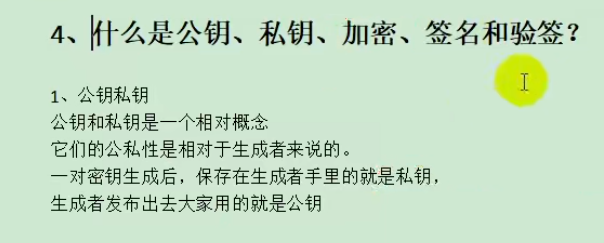 4、什么是公钥、私钥、加密、签名和验签？
1、公钥私钥
公钥和私钥是一个相对概念
它们的公私性是相对于生成者来说的。
一对密钥生成后，保存在生成者手里的就是私钥，
生成者发布出去大家用的就是公钥